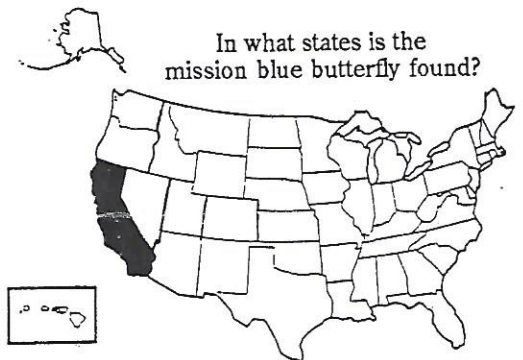 In what states is the
mission blue butterfly found?